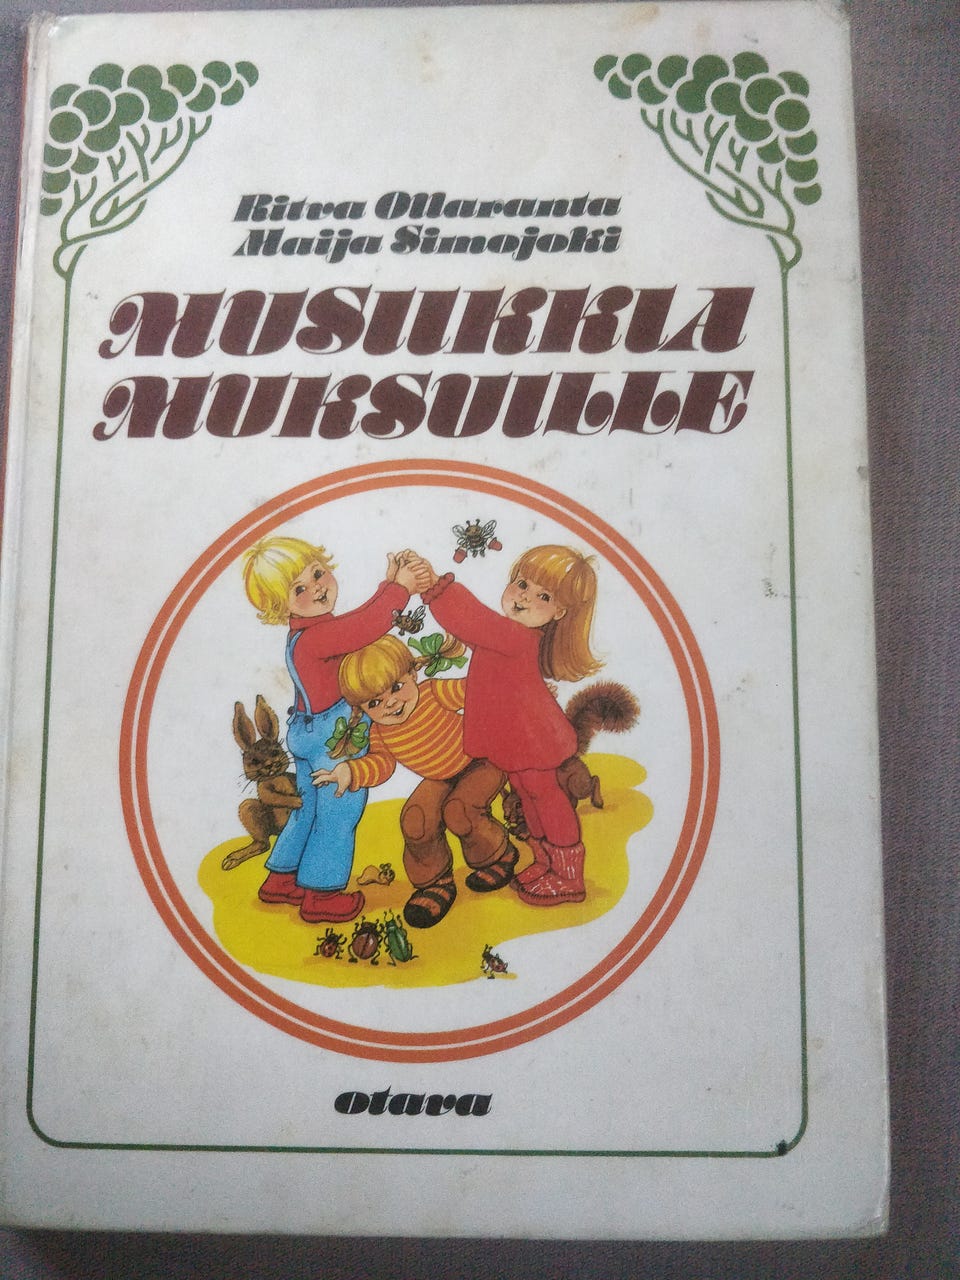 Ritva Ollaranta
Maija Simojoki
MUSIIKKIA
MUKSUILLE
otava